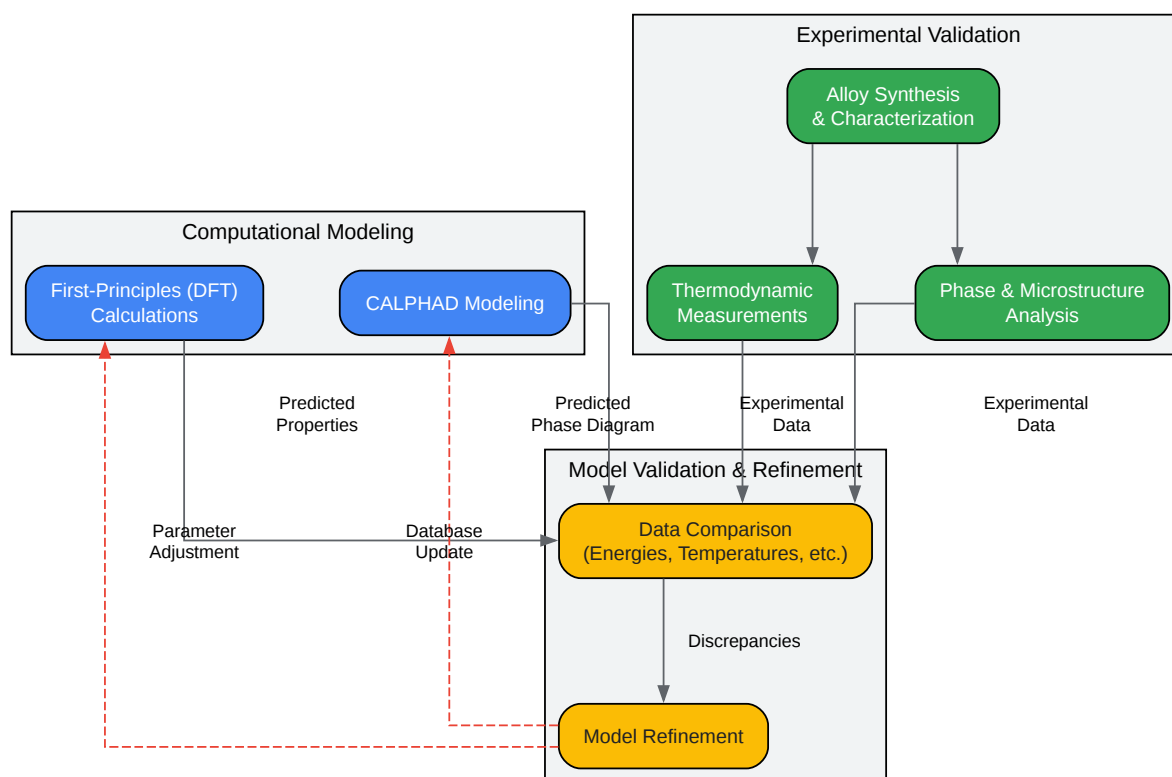 Experimental Validation
Alloy Synthesis
& Characterization
Computational Modeling
First-Principles (DFT)
Calculations
CALPHAD Modeling
Thermodynamic
Measurements
Phase & Microstructure
Analysis
Predicted
Properties
Predicted
Phase Diagram
Experimental
Data
Experimental
Data
Model Validation & Refinement
Parameter
Adjustment
Database
Update
Data Comparison
(Energies, Temperatures, etc.)
Discrepancies
Model Refinement